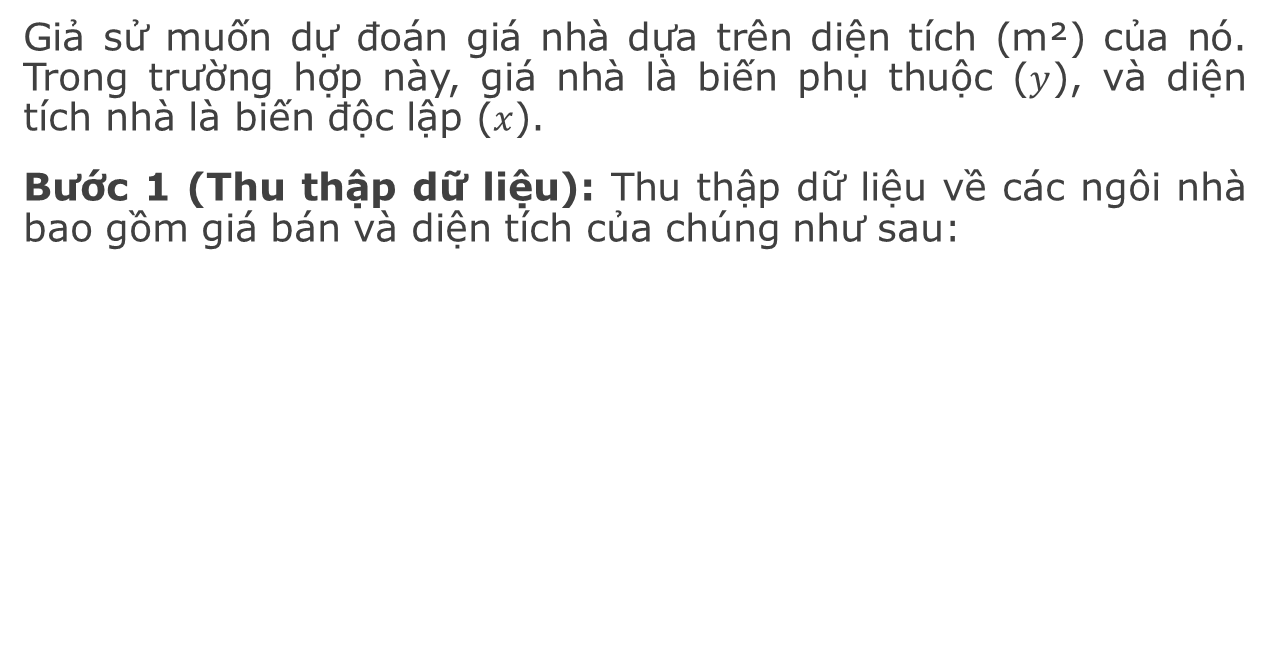 Giả sử muốn dự đoán giá nhà dựa trên diện tích (m²) của nó.
Trong trường hợp này, giá nhà là biến phụ thuộc (y), và diện
tích nhà là biến độc lập (x).
Bước 1 (Thu thập dữ liệu): Thu thập dữ liệu về các ngôi nhà
bao gồm giá bán và diện tích của chúng như sau: